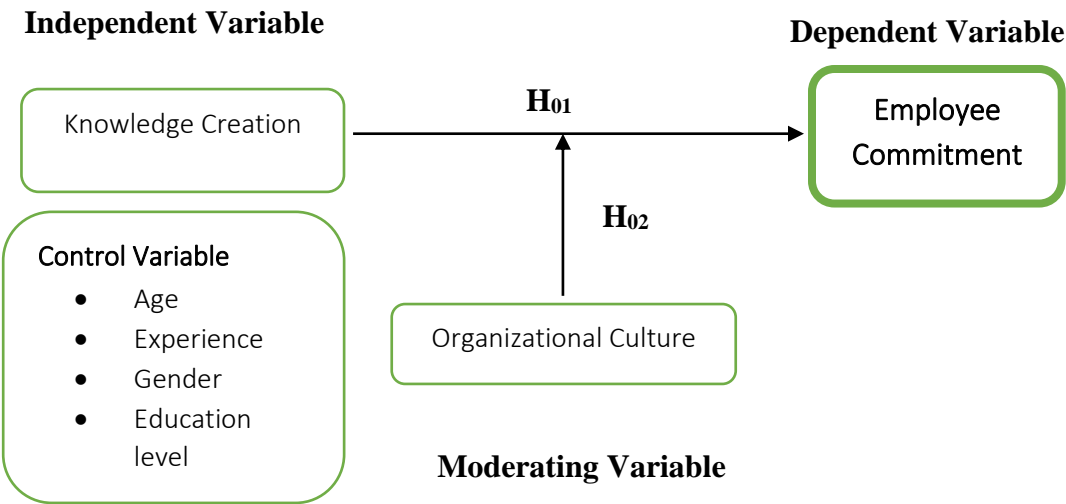 Independent Variable
Dependent Variable
Knowledge Creation
H01
Employee
Commitment
H02
Control Variable
• Age
• Experience
• Gender
• Education
level
Organizational Culture
Moderating Variable